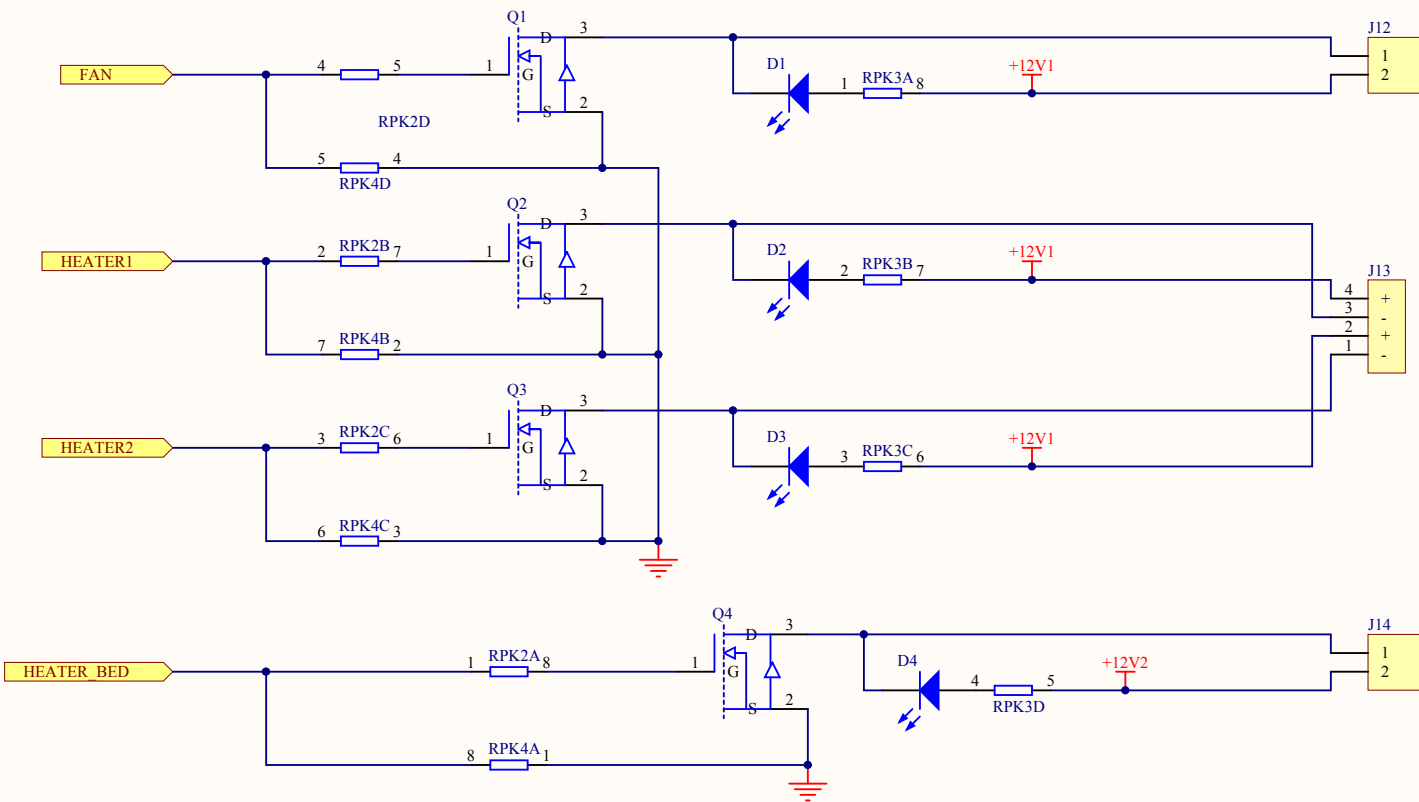 Q1
3
J12
D
FAN
4
5
1
G
D1
1
RPK3A
8
+12V1
1
2
2
S
RPK2D
5
4
RPK4D
Q2
3
D
HEATER1
2
RPK2B
7
1
G
D2
2
RPK3B
7
+12V1
J13
2
S
4
+
3
-
2
+
1
-
7
RPK4B
2
Q3
3
D
HEATER2
3
RPK2C
6
1
G
D3
3
RPK3C
6
+12V1
2
S
6
RPK4C
3
Q4
3
J14
D
HEATER_BED
1
RPK2A
8
1
G
D4
4
5
RPK3D
+12V2
1
2
2
S
8
RPK4A
1